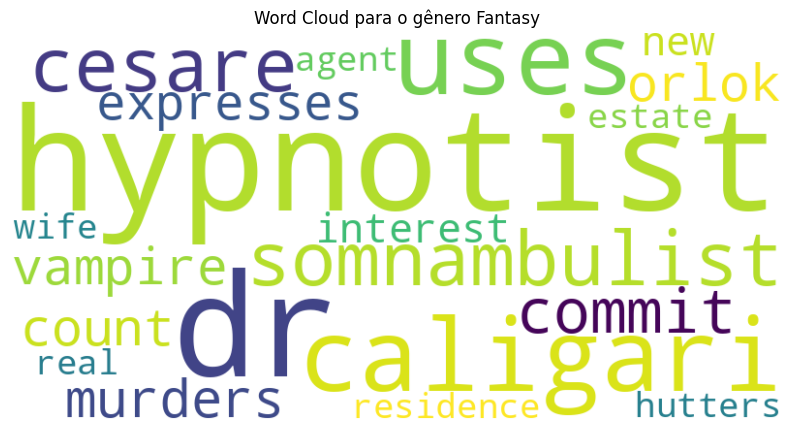 Word Cloud para o gênero Fantasy
cesare agent uses new orlok
expresses estate
hypnotist
wife interest
vampire somnambulist
count dr commit
real caligari
murders residence hutters